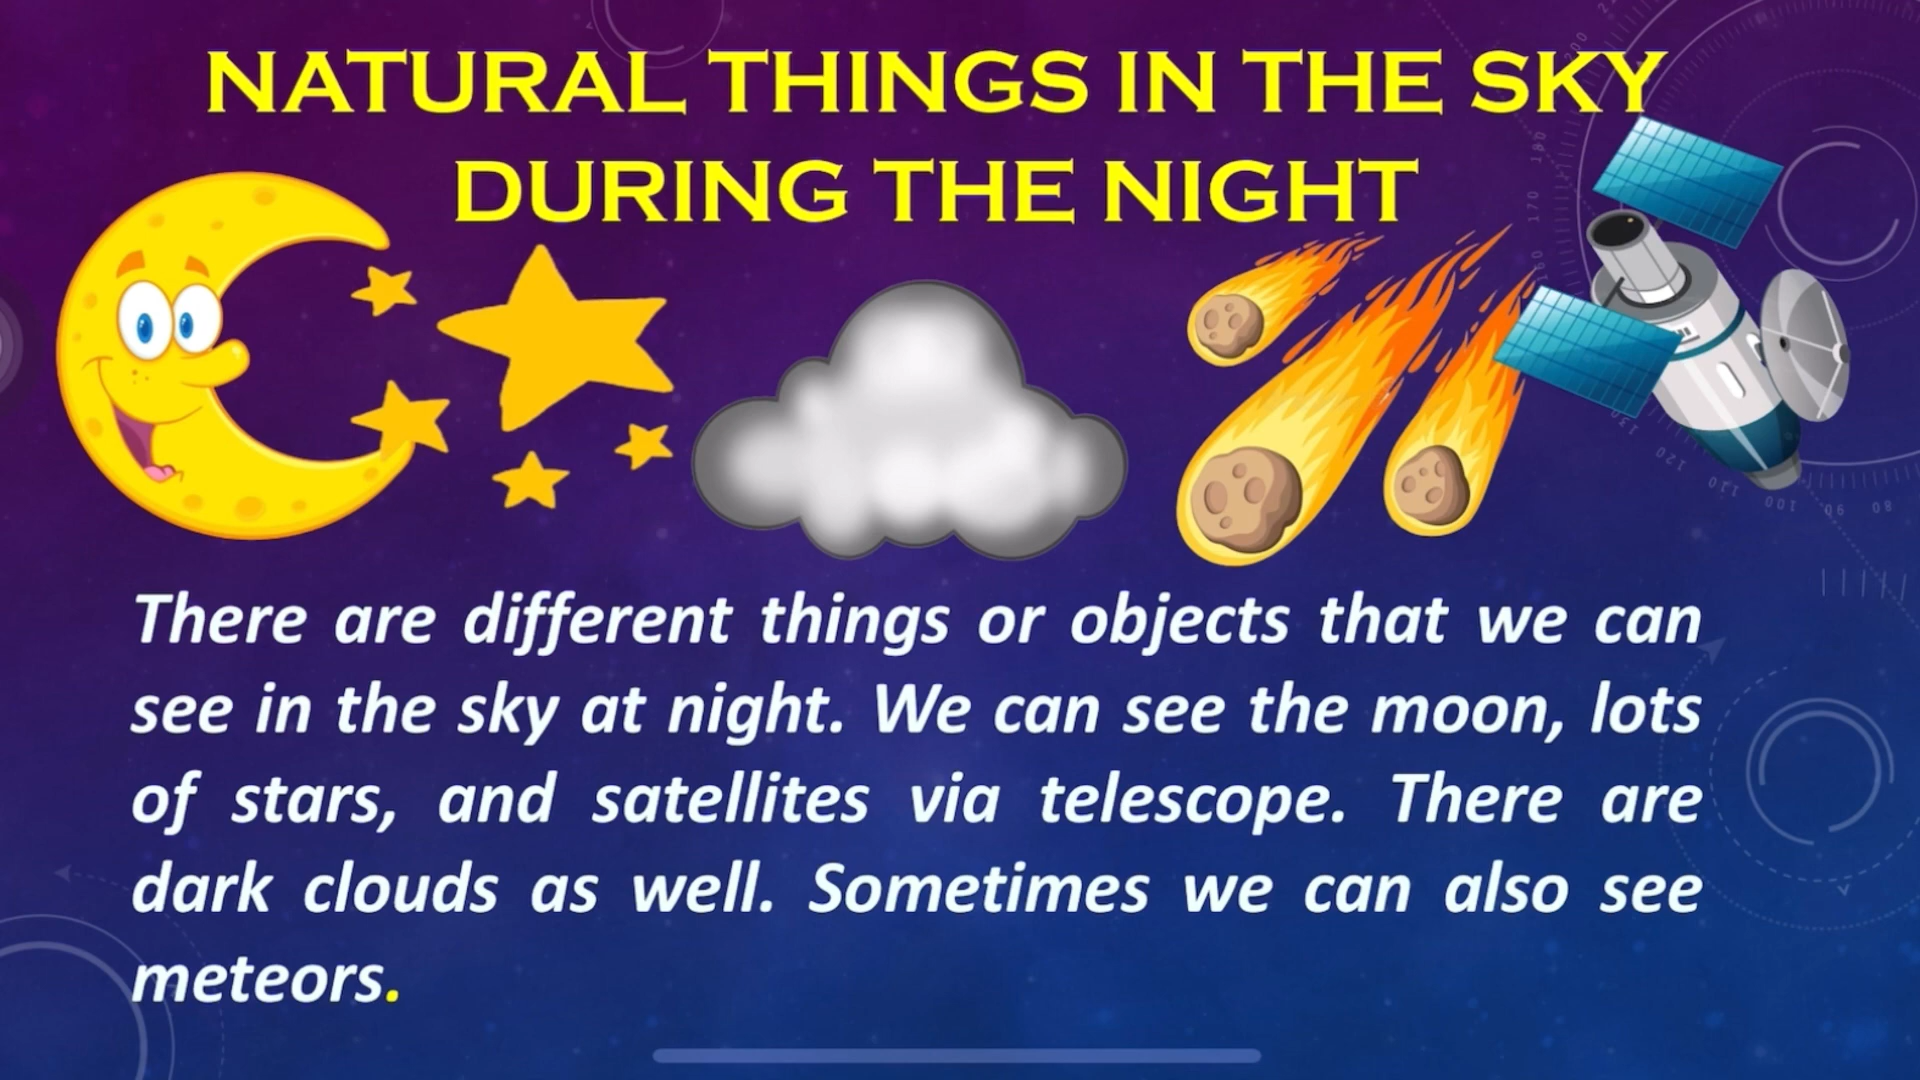 NATURAL THINGS IN THE SKY
DURING THE NIGHT
There are different things or objects that we can
see in the sky at night. We can see the moon, lots
of stars, and satellites via telescope. There are
dark clouds as well. Sometimes we can also see
meteors.